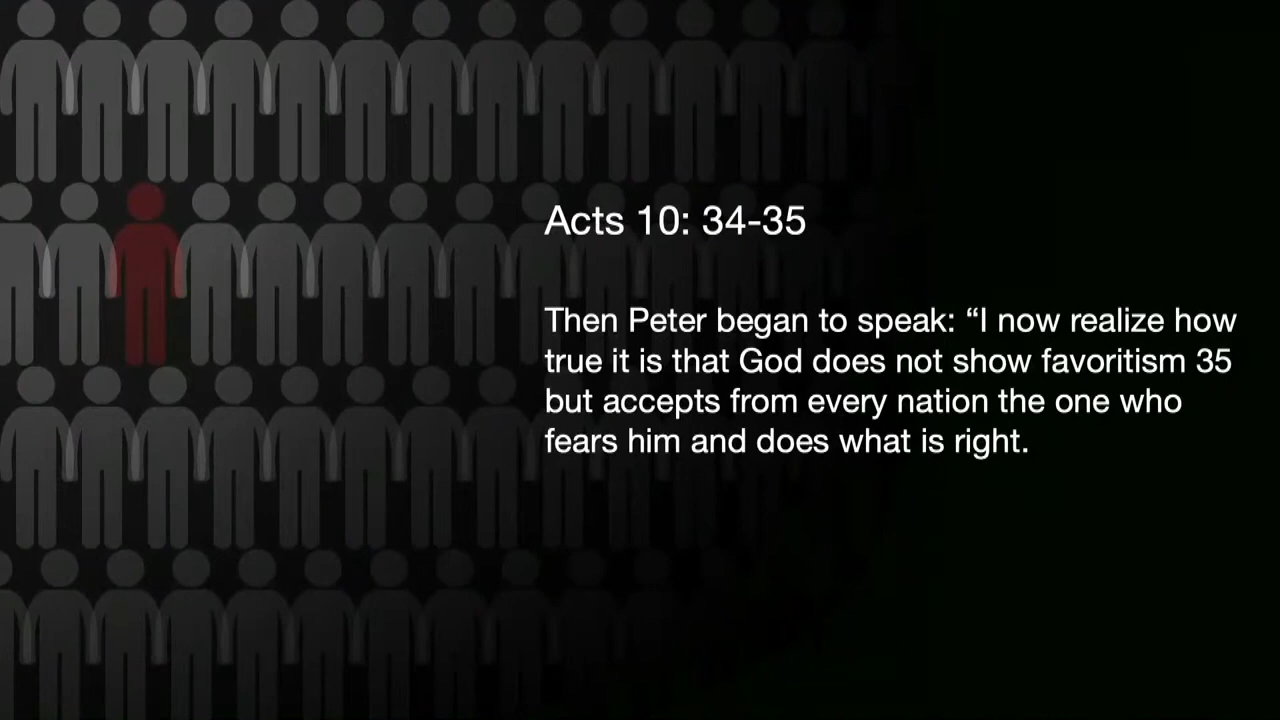 Acts 10: 34-35
Then Peter began to speak: “I now realize how
true it is that God does not show favoritism 35
but accepts from every nation the one who
fears him and does what is right.